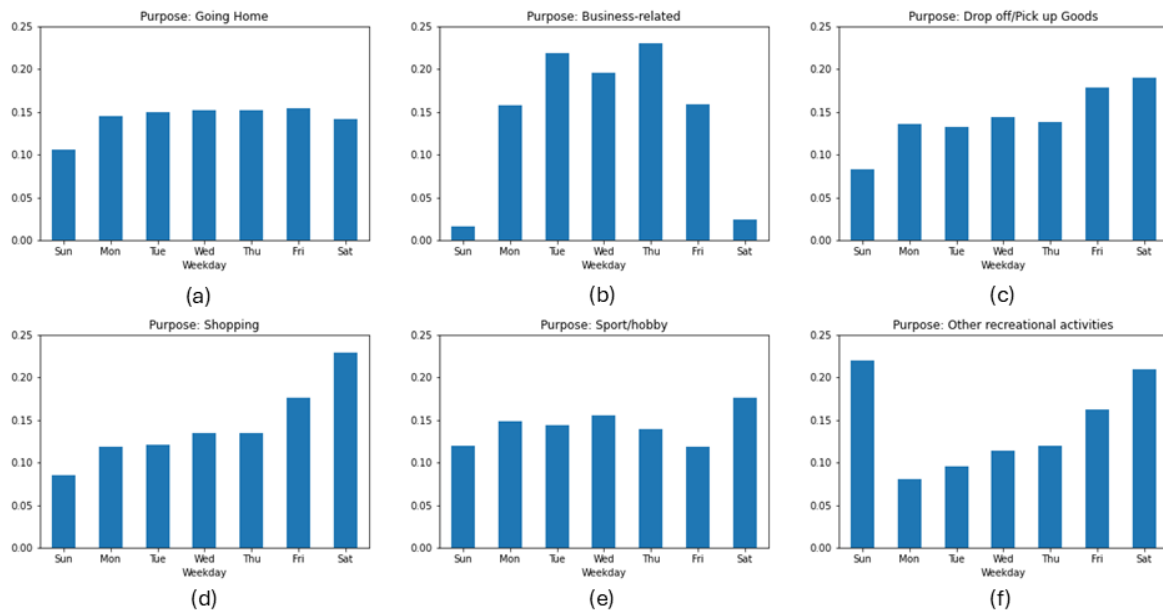 Purpose: Going Home
0.25
0.20
0.15
0.10
0.05
0.00
Sun Mon Tue Wed Thu Fri Sat
Weekday
(a)
Purpose: Business-related
0.25
0.20
0.15
0.10
0.05
0.00
Sun Mon Tue Wed Thu Fri Sat
Weekday
(b)
Purpose: Drop off/Pick up Goods
0.25
0.20
0.15
0.10
0.05
0.00
Sun Mon Tue Wed Thu Fri Sat
Weekday
(c)
Purpose: Shopping
0.25
0.20
0.15
0.10
0.05
0.00
Sun Mon Tue Wed Thu Fri Sat
Weekday
(d)
Purpose: Sport/hobby
0.25
0.20
0.15
0.10
0.05
0.00
Sun Mon Tue Wed Thu Fri Sat
Weekday
(e)
Purpose: Other recreational activities
0.25
0.20
0.15
0.10
0.05
0.00
Sun Mon Tue Wed Thu Fri Sat
Weekday
(f)